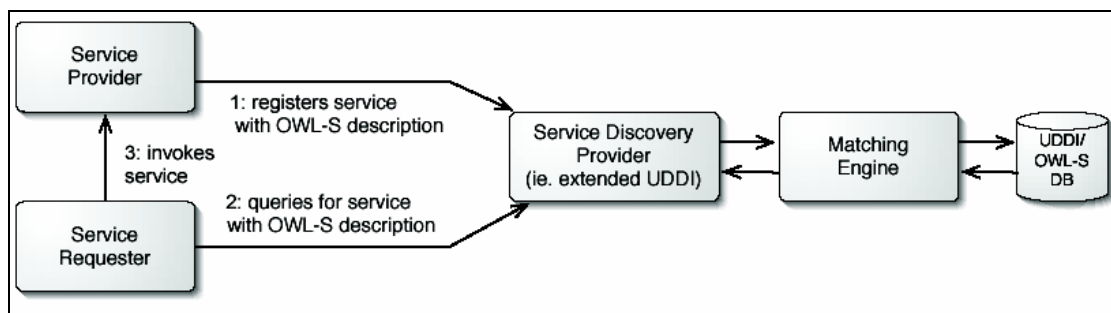 Service
Provider
1: registers service
with OWL-S description
3: invokes
service
2: queries for service
with OWL-S description
Service
Requester
Service Discovery
Provider
(ie. extended UDDI)
Matching
Engine
UDDI/
OWL-S
DB